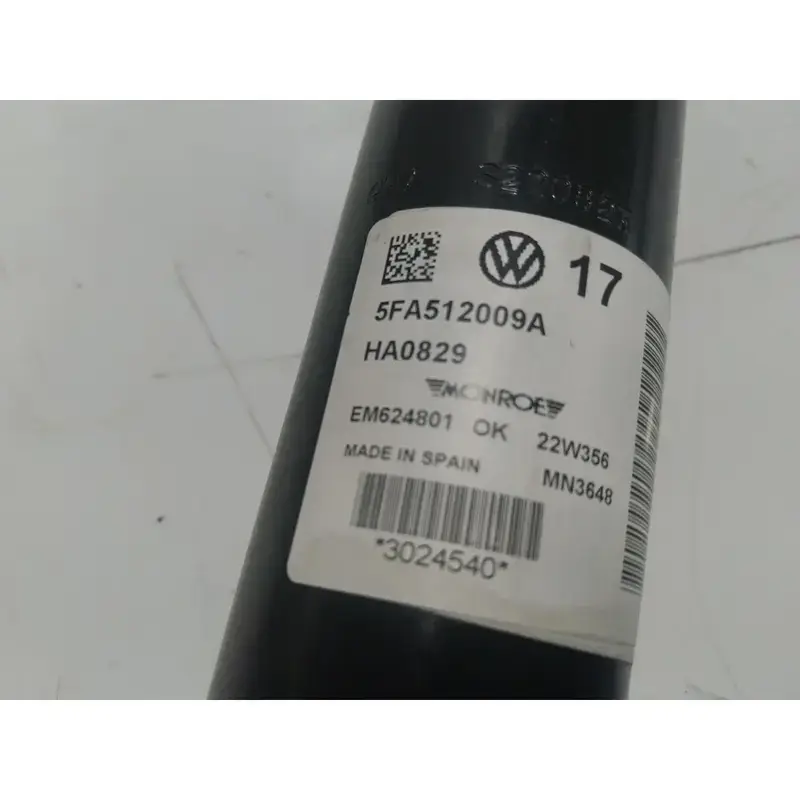 17
5FA512009A
HA0829
MONROE
EM624801 OK 22W356
MADE IN SPAIN MN3648
*3024540*